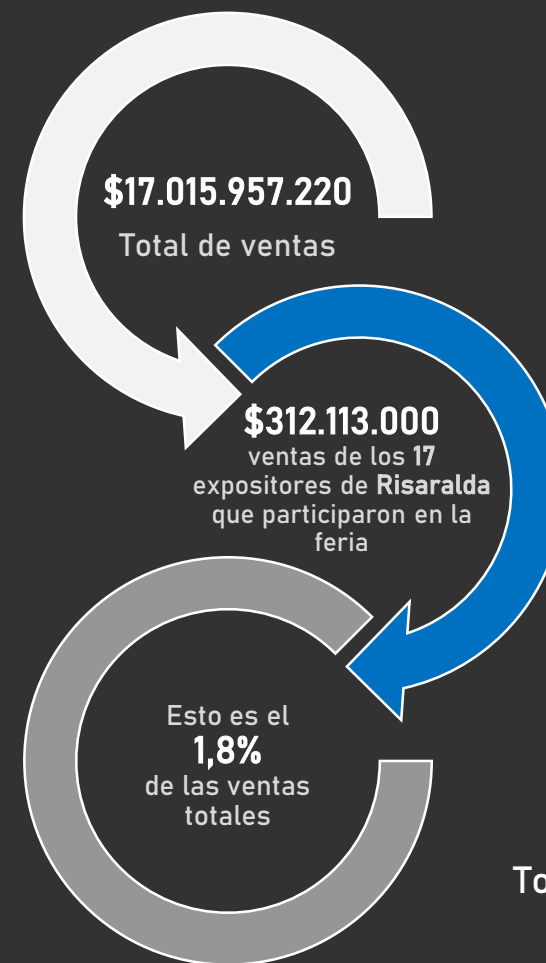 $17.015.957.220
Total de ventas
$312.113.000
ventas de los 17
expositores de Risaralda
que participaron en la
feria
Esto es el
1,8%
de las ventas
totales